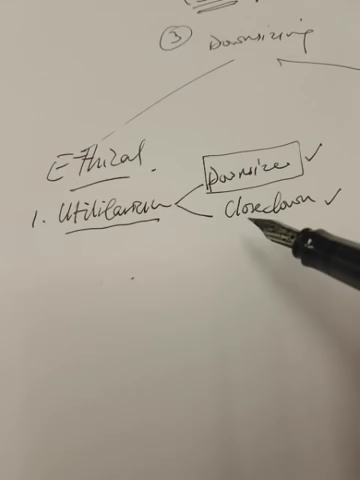 ③ Downsizing
Ethical.
1. Utilitarian
Downsize ✓
Closedown ✓